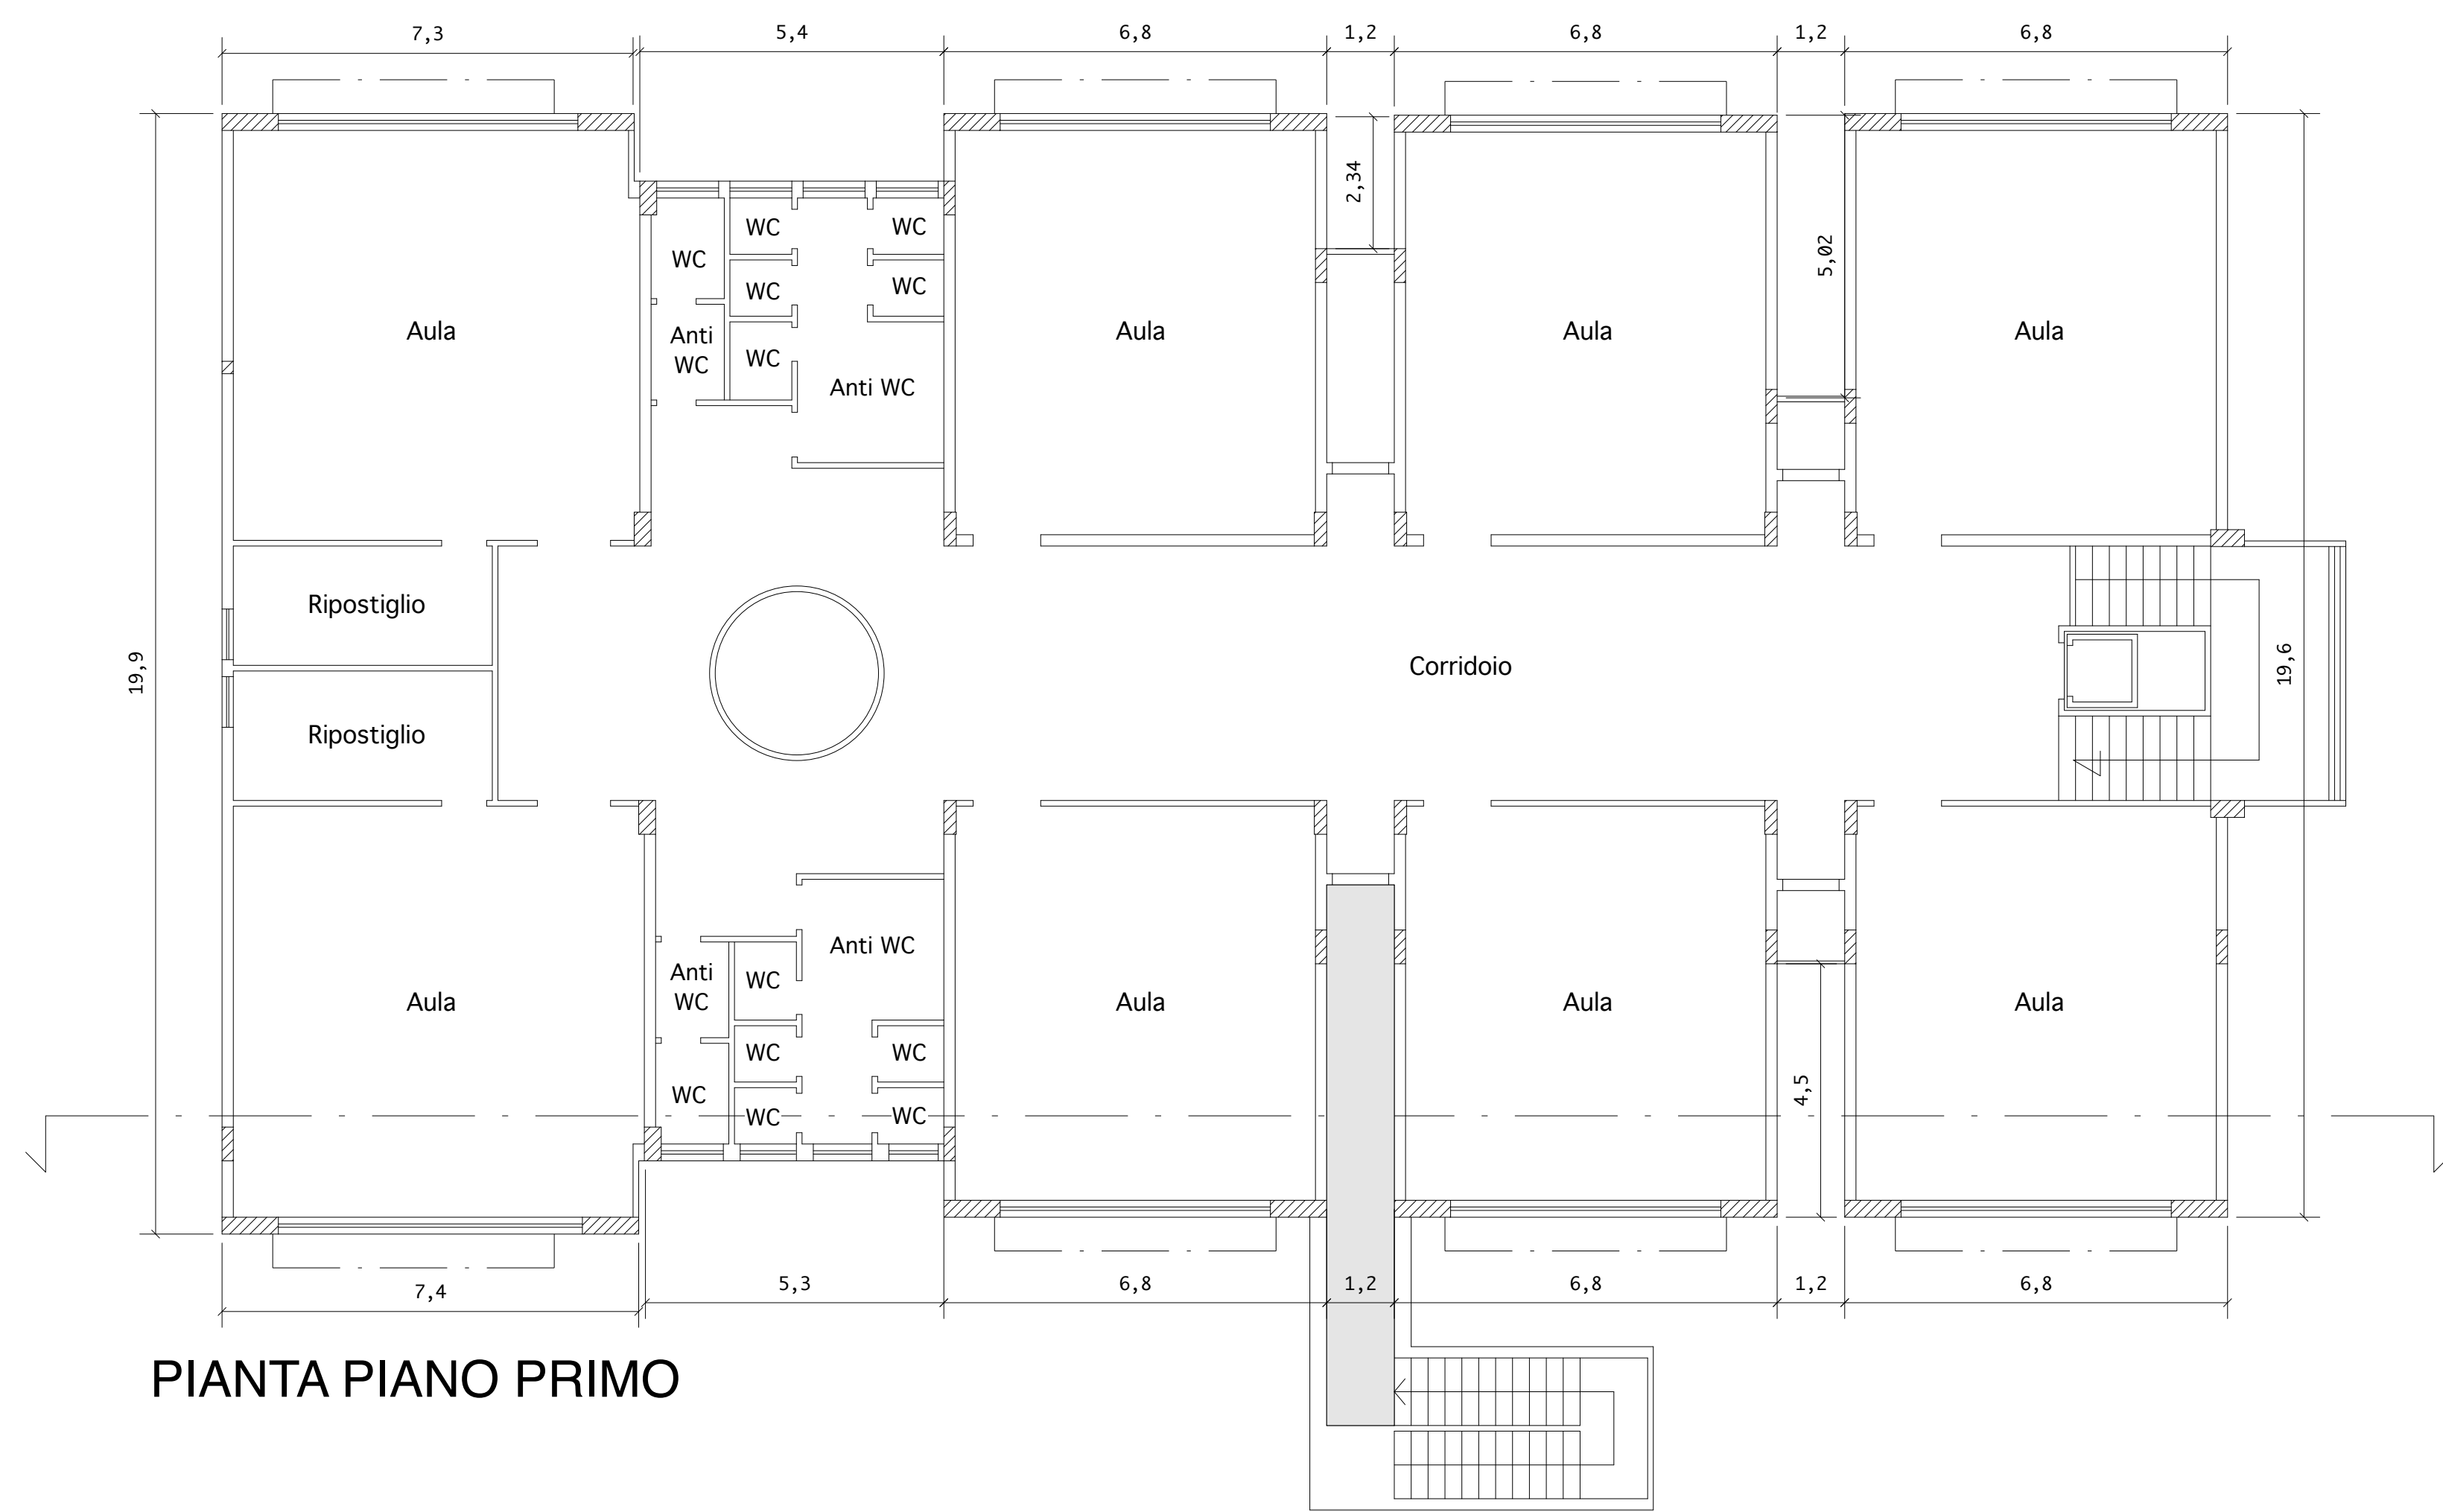 7,3
5,4
6,8
1,2
6,8
1,2
6,8
2,34
5,02
WC
WC
WC
WC
WC
WC
WC
Anti
WC
Anti WC
Aula
Aula
Aula
Aula
Ripostiglio
Ripostiglio
Corridoio
19,9
19,6
Anti WC
Anti
WC
WC
WC
WC
WC
WC
WC
Aula
Aula
Aula
Aula
4,5
7,4
5,3
6,8
1,2
6,8
1,2
6,8
PIANTA PIANO PRIMO